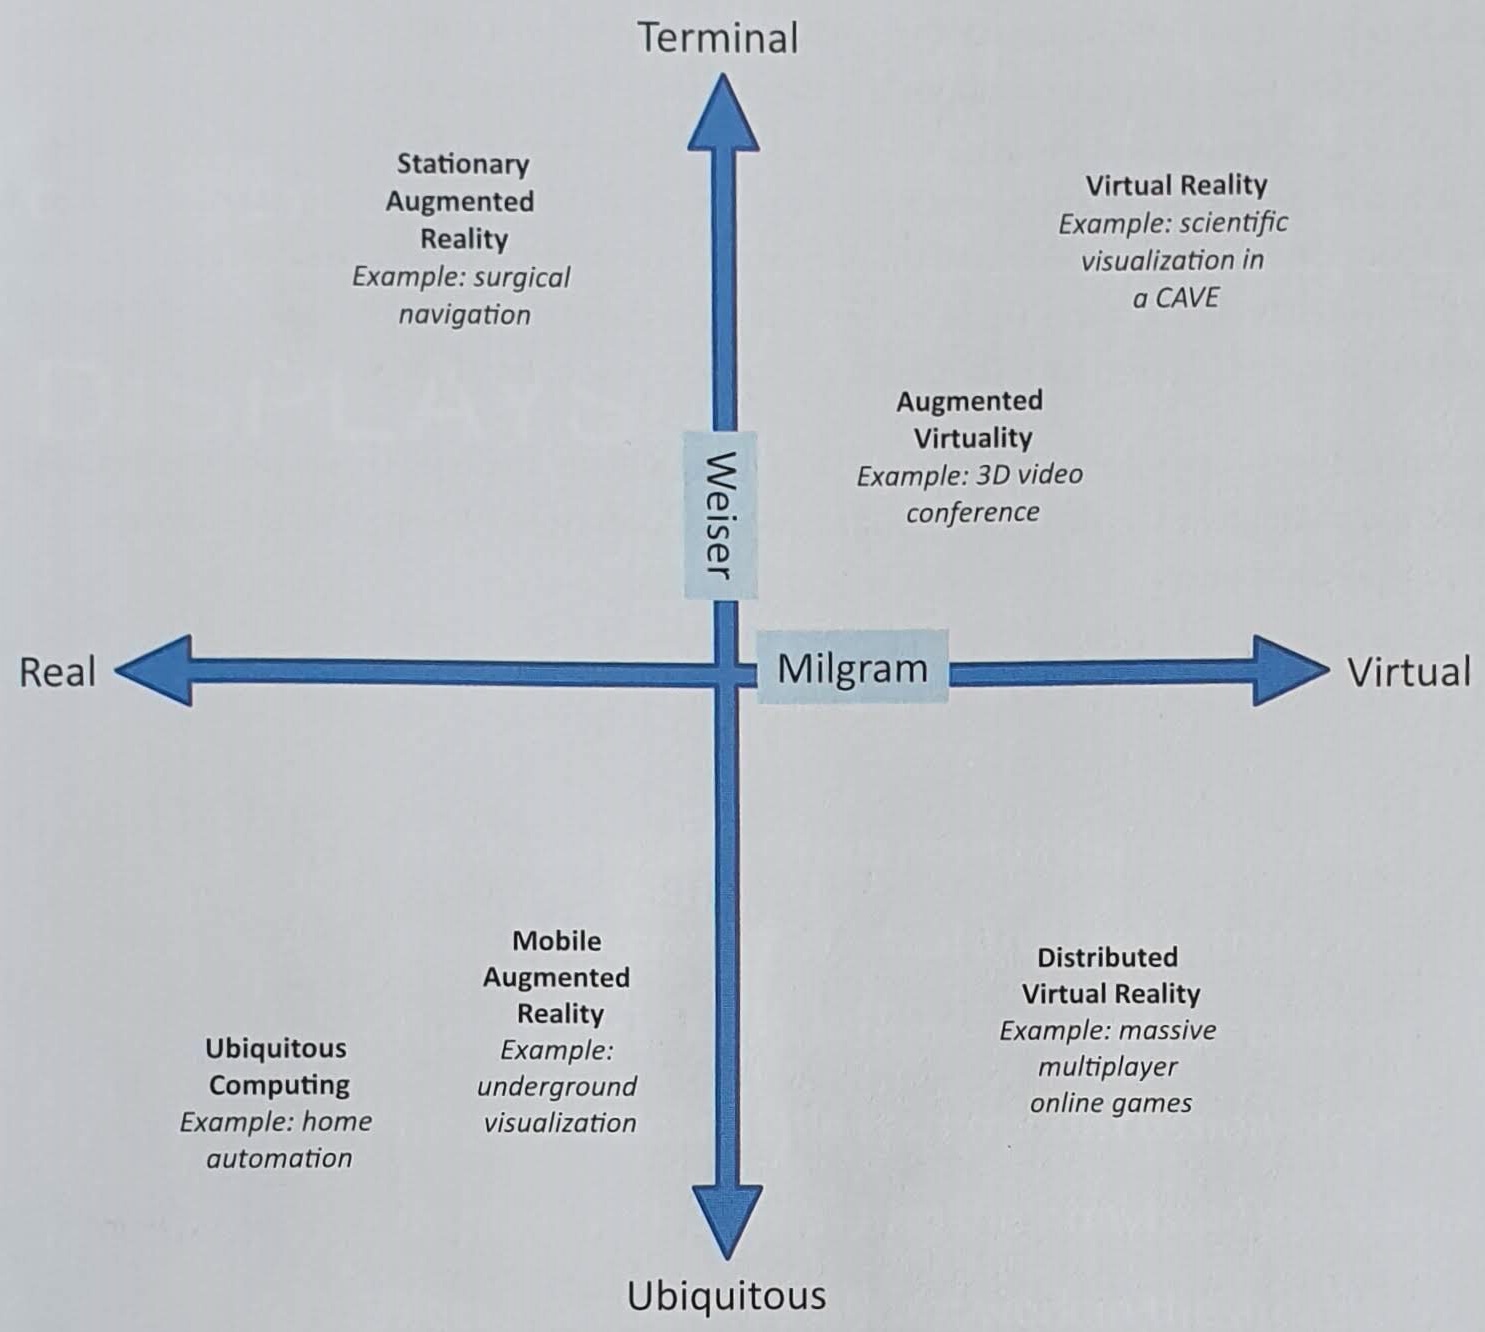 Terminal
Stationary
Augmented
Reality
Example: surgical
navigation
Virtual Reality
Example: scientific
visualization in
a CAVE
Augmented
Virtuality
Example: 3D video
conference
Weiser
Real
Milgram
Virtual
Mobile
Augmented
Reality
Example:
underground
visualization
Ubiquitous
Computing
Example: home
automation
Distributed
Virtual Reality
Example: massive
multiplayer
online games
Ubiquitous